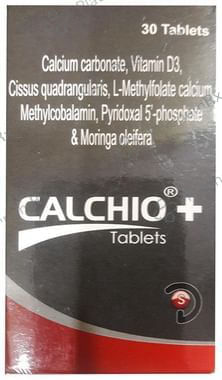 30 Tablets
Calcium carbonate, Vitamin D3,
Cissus quadrangularis, L-Methylfolate calcium
Methylcobalamin, Pyridoxal 5'-phosphate
& Moringa oleifera
CALCHIO® +
Tablets
S